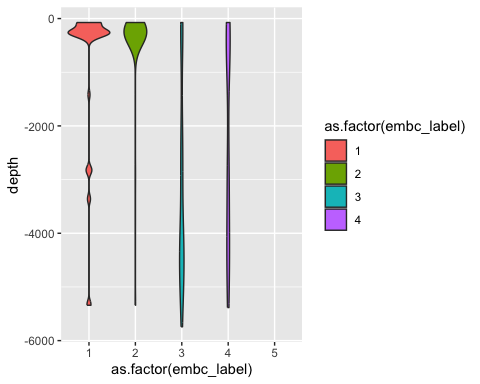 0
-2000
-4000
-6000
depth
1 2 3 4 5
as.factor(embc_label)
as.factor(embc_label)
1
2
3
4